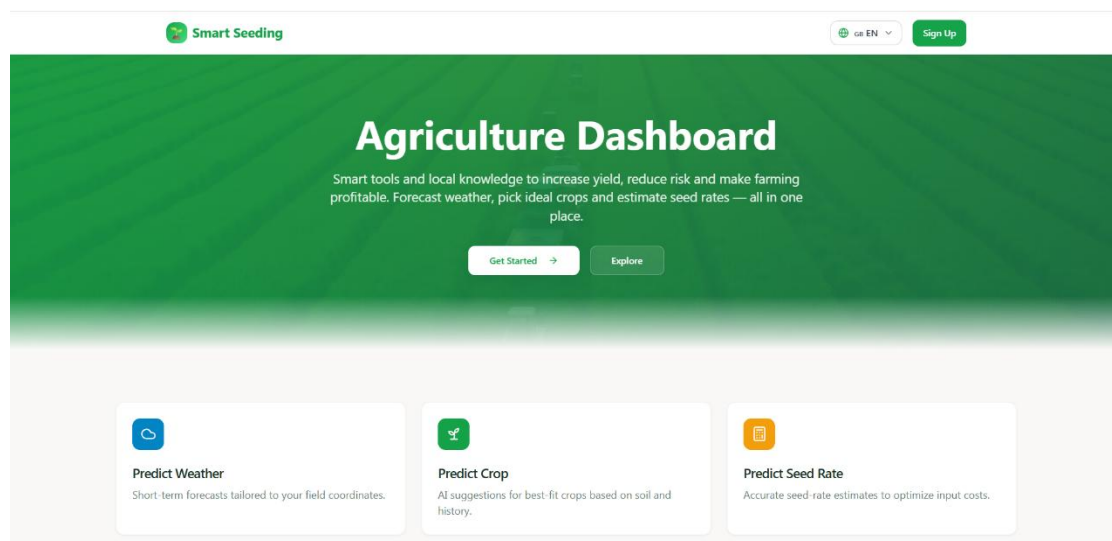 Smart Seeding
GB EN
Sign Up
Agriculture Dashboard
Smart tools and local knowledge to increase yield, reduce risk and make farming
profitable. Forecast weather, pick ideal crops and estimate seed rates — all in one
place.
Get Started →
Explore
Predict Weather
Short-term forecasts tailored to your field coordinates.
Predict Crop
AI suggestions for best-fit crops based on soil and
history.
Predict Seed Rate
Accurate seed-rate estimates to optimize input costs.